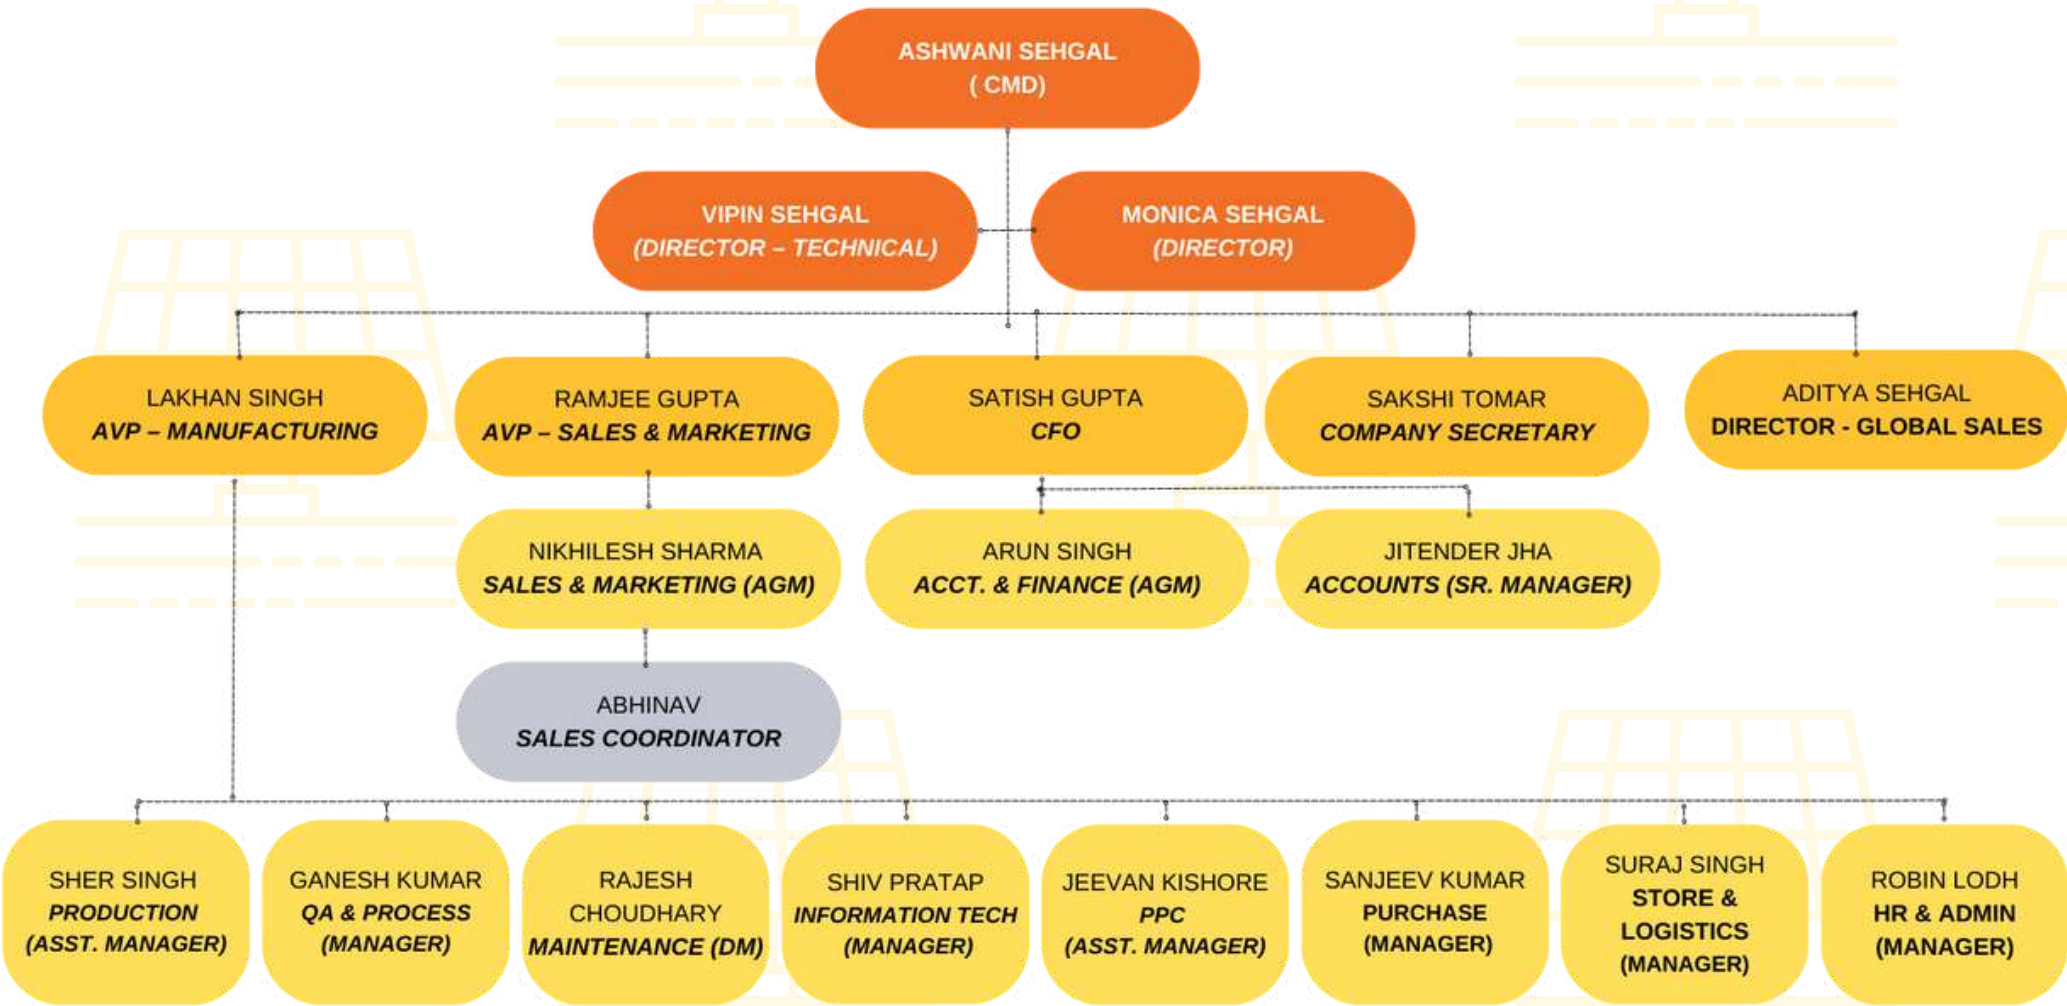 ASHWANI SEHGAL
( CMD)
VIPIN SEHGAL
(DIRECTOR – TECHNICAL)
MONICA SEHGAL
(DIRECTOR)
LAKHAN SINGH
AVP – MANUFACTURING
RAMJEE GUPTA
AVP – SALES & MARKETING
SATISH GUPTA
CFO
SAKSHI TOMAR
COMPANY SECRETARY
ADITYA SEHGAL
DIRECTOR - GLOBAL SALES
NIKHILESH SHARMA
SALES & MARKETING (AGM)
ARUN SINGH
ACCT. & FINANCE (AGM)
JITENDER JHA
ACCOUNTS (SR. MANAGER)
ABHINAV
SALES COORDINATOR
SHER SINGH
PRODUCTION
(ASST. MANAGER)
GANESH KUMAR
QA & PROCESS
(MANAGER)
RAJESH
CHOUDHARY
MAINTENANCE (DM)
SHIV PRATAP
INFORMATION TECH
(MANAGER)
JEEVAN KISHORE
PPC
(ASST. MANAGER)
SANJEEV KUMAR
PURCHASE
(MANAGER)
SURAJ SINGH
STORE &
LOGISTICS
(MANAGER)
ROBIN LODH
HR & ADMIN
(MANAGER)